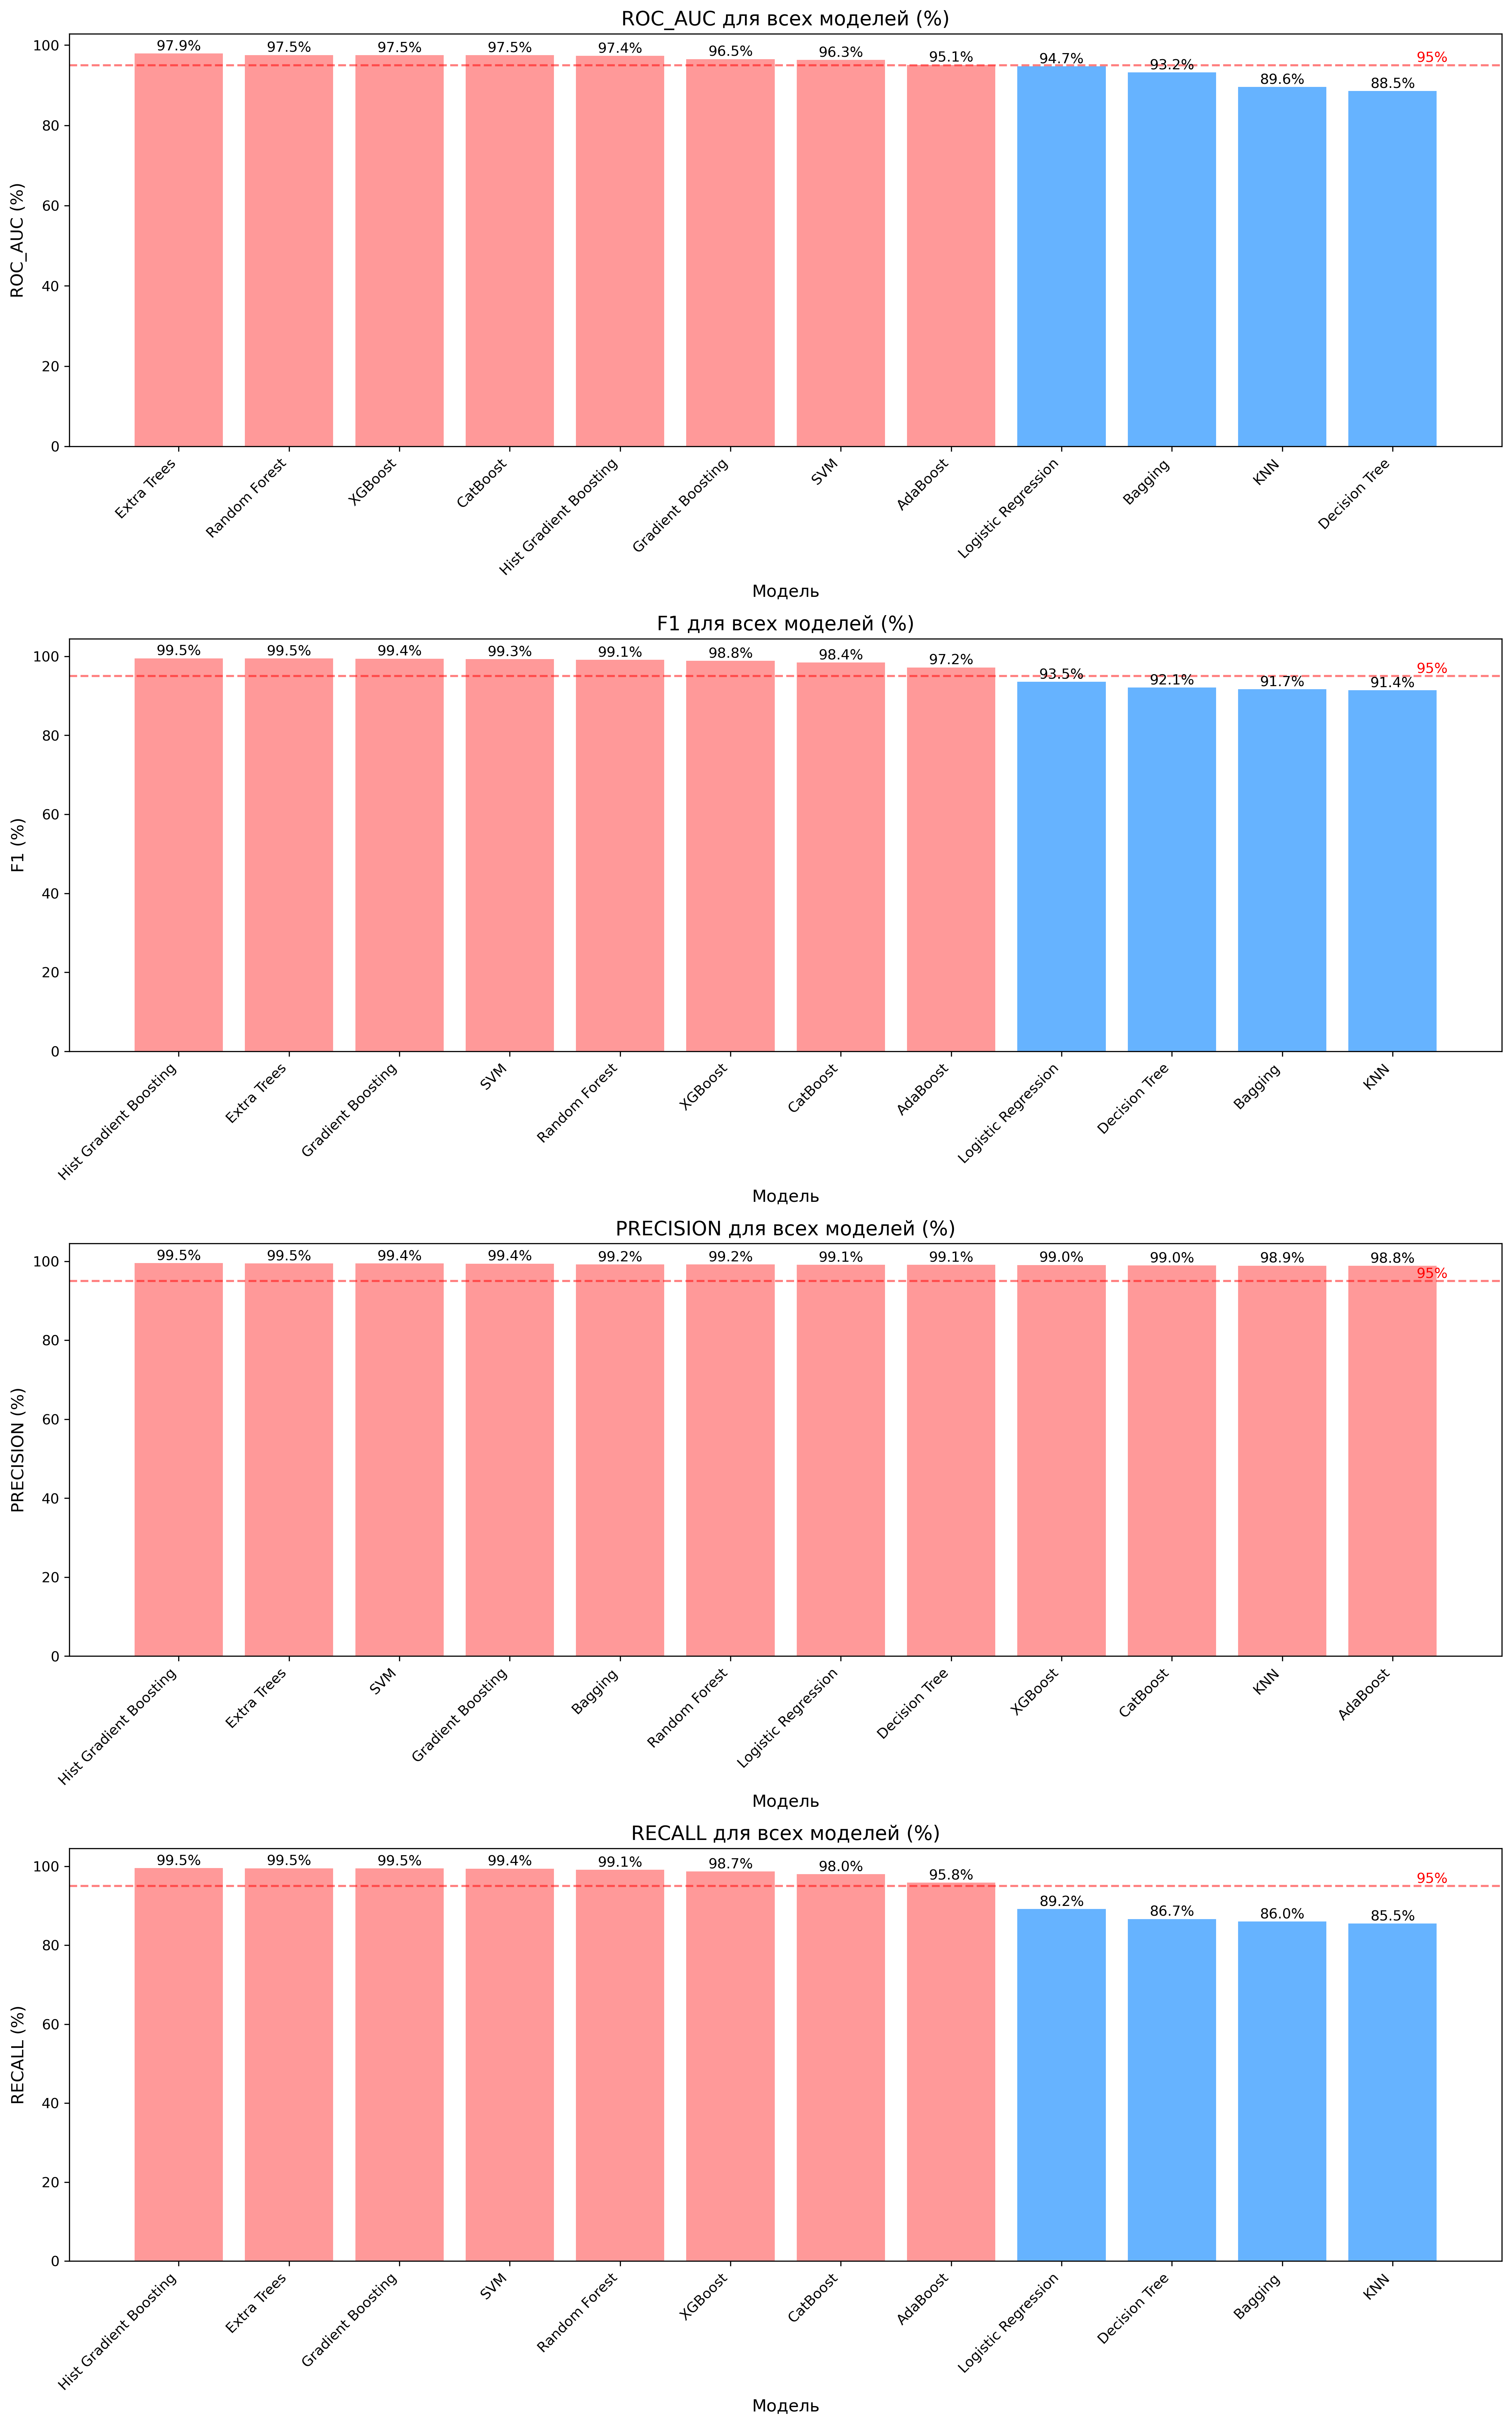 ROC_AUC для всех моделей (%)
97.9% 97.5% 97.5% 97.5% 97.4% 96.5% 96.3% 95.1% 94.7% 93.2% 89.6% 88.5%
95%
ROC_AUC (%)
100
80
60
40
20
0
Extra Trees
Random Forest
XGBoost
CatBoost
Hist Gradient Boosting
Gradient Boosting
SVM
AdaBoost
Logistic Regression
Bagging
KNN
Decision Tree
Модель
F1 для всех моделей (%)
99.5% 99.5% 99.4% 99.3% 99.1% 98.8% 98.4% 97.2% 93.5% 92.1% 91.7% 91.4%
95%
F1 (%)
100
80
60
40
20
0
Hist Gradient Boosting
Extra Trees
Gradient Boosting
SVM
Random Forest
XGBoost
CatBoost
AdaBoost
Logistic Regression
Decision Tree
Bagging
KNN
Модель
PRECISION для всех моделей (%)
99.5% 99.5% 99.4% 99.4% 99.2% 99.2% 99.1% 99.1% 99.0% 99.0% 98.9% 98.8%
95%
PRECISION (%)
100
80
60
40
20
0
Hist Gradient Boosting
Extra Trees
SVM
Gradient Boosting
Bagging
Random Forest
Logistic Regression
Decision Tree
XGBoost
CatBoost
KNN
AdaBoost
Модель
RECALL для всех моделей (%)
99.5% 99.5% 99.5% 99.4% 99.1% 98.7% 98.0% 95.8% 89.2% 86.7% 86.0% 85.5%
95%
RECALL (%)
100
80
60
40
20
0
Hist Gradient Boosting
Extra Trees
Gradient Boosting
SVM
Random Forest
XGBoost
CatBoost
AdaBoost
Logistic Regression
Decision Tree
Bagging
KNN
Модель